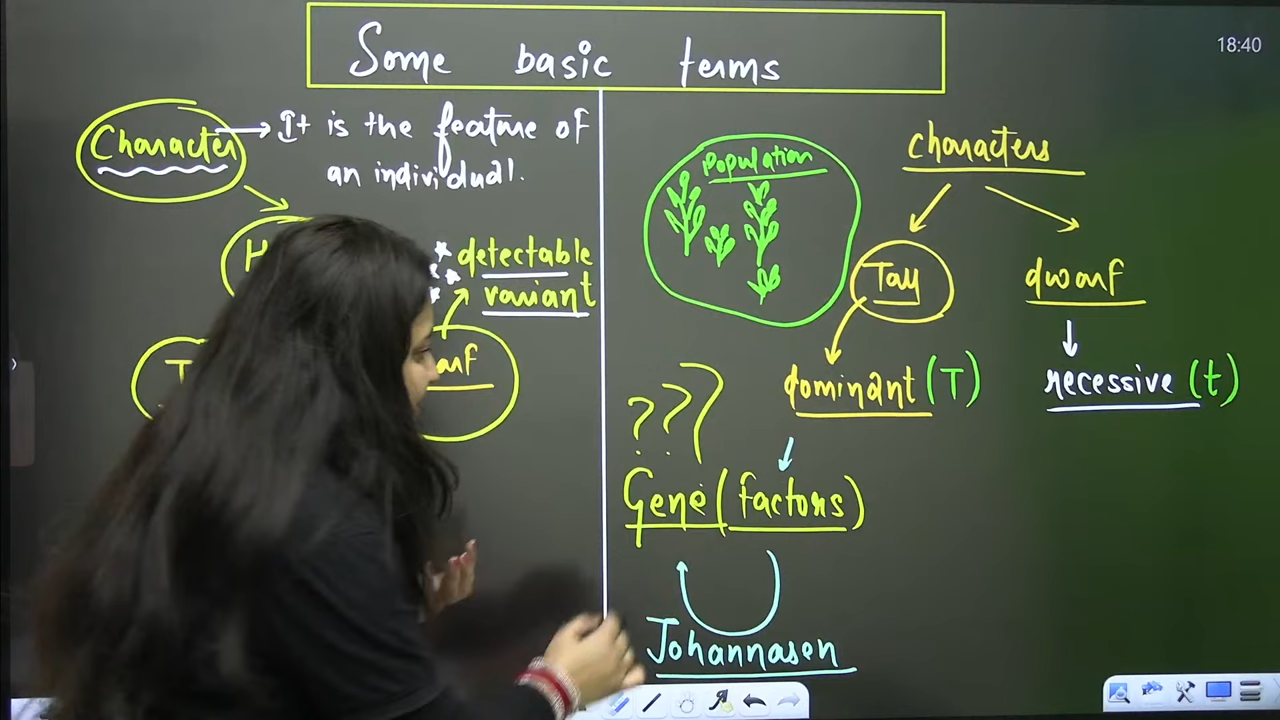 Some basic terms
18:40
Character → It is the feature of
an individual.
detectable
variant
Population
characters
Tall
dwarf
dominant (T)
recessive (t)
???
Gene (factors)
Johannasen